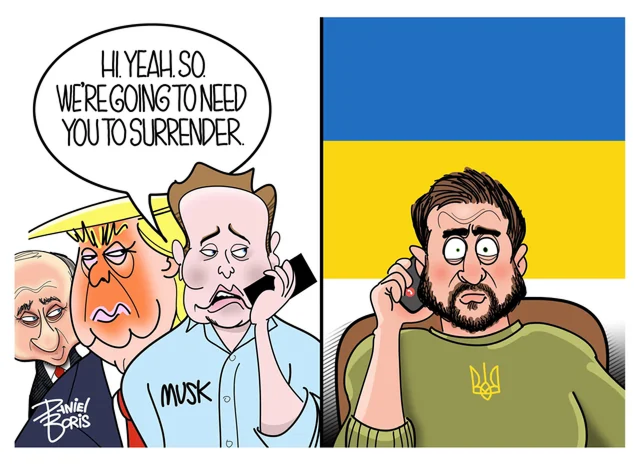 HI. YEAH. SO.
WE'RE GOING TO NEED
YOU TO SURRENDER.
MUSK
DANIEL
BORIS